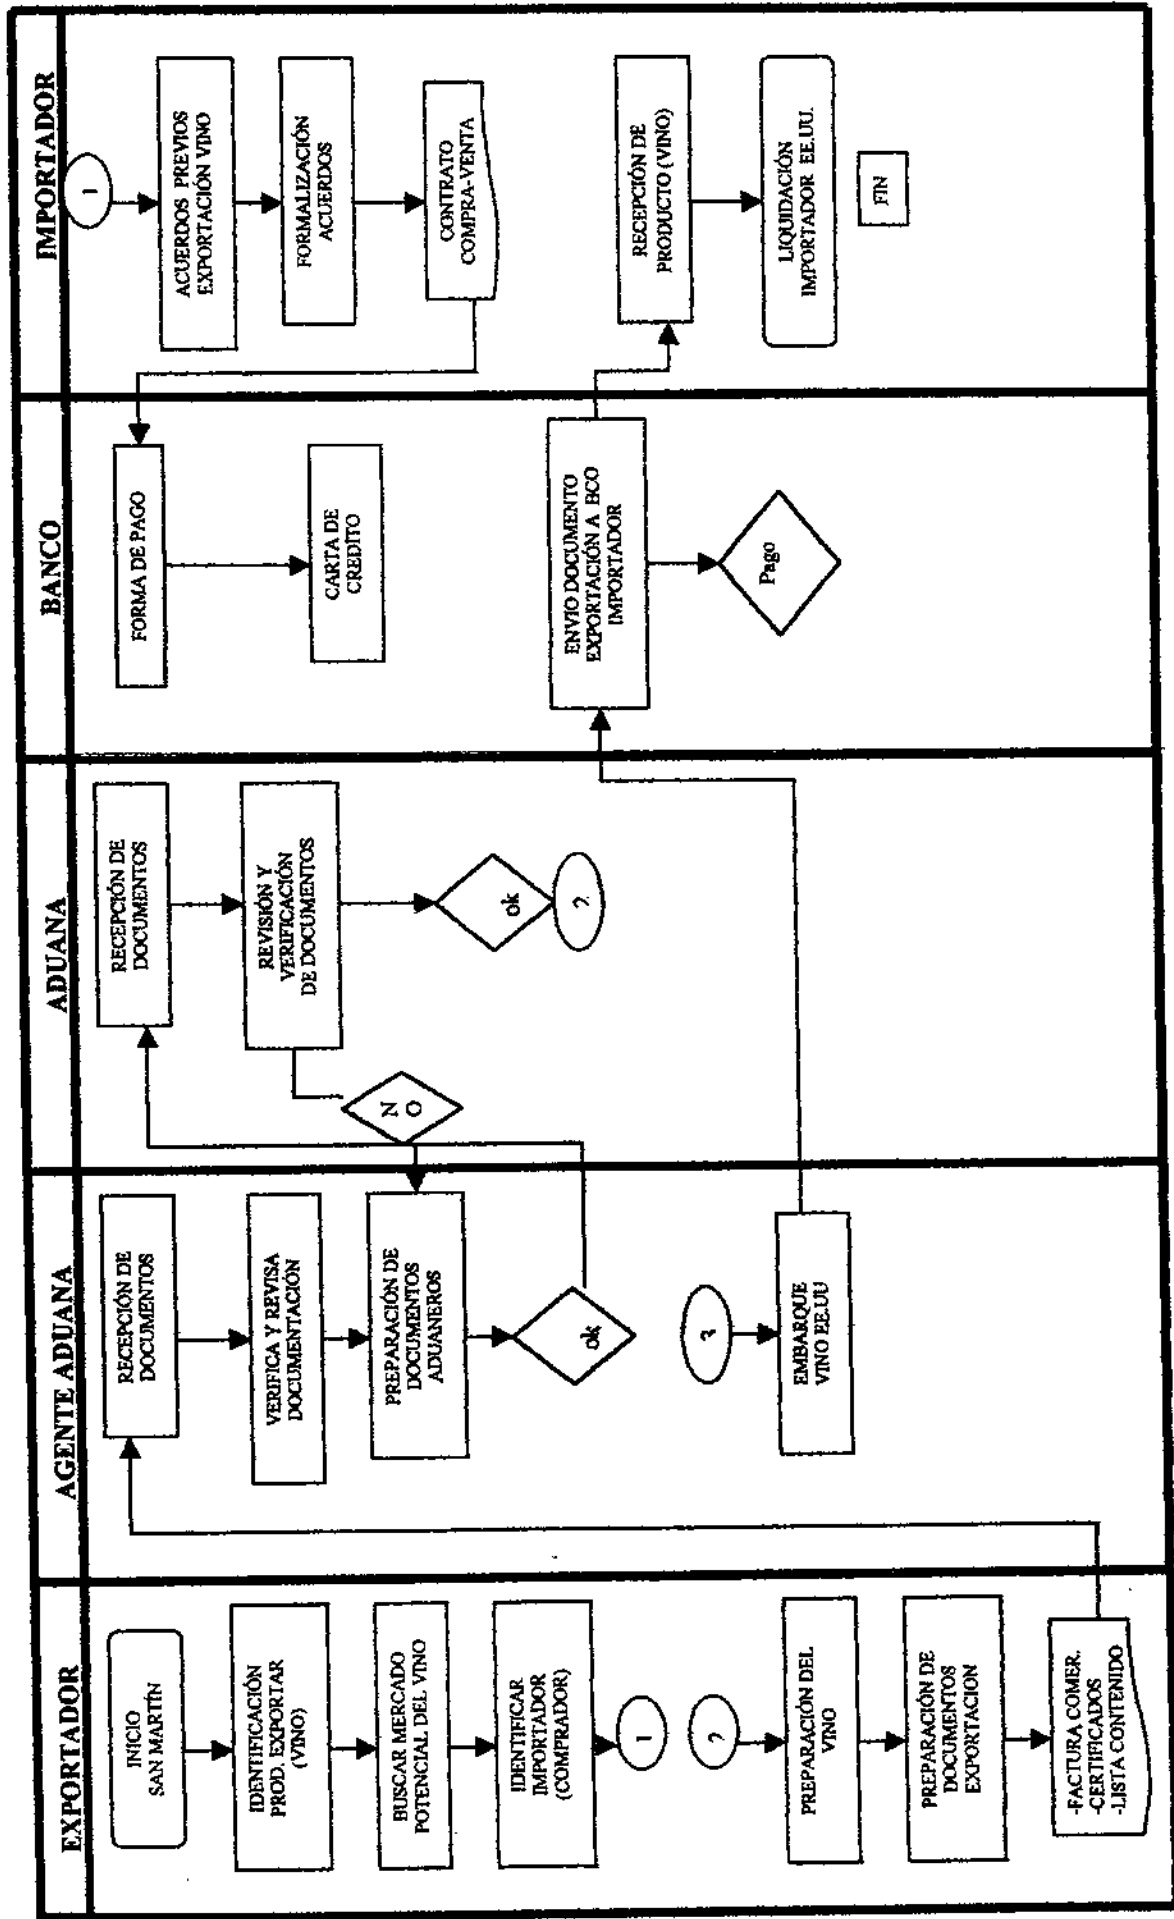 EXPORTADOR
INICIO
SAN MARTÍN
IDENTIFICACIÓN
PROD. EXPORTAR
(VINO)
BUSCAR MERCADO
POTENCIAL DEL VINO
IDENTIFICAR
IMPORTADOR
(COMPRADOR)
1
2
PREPARACIÓN DEL
VINO
PREPARACIÓN DE
DOCUMENTOS
EXPORTACION
-FACTURA COMER.
-CERTIFICADOS
-LISTA CONTENIDO
AGENTE ADUANA
RECEPCIÓN DE
DOCUMENTOS
VERIFICA Y REVISA
DOCUMENTACIÓN
PREPARACIÓN DE
DOCUMENTOS
ADUANEROS
ok
3
EMBARQUE
VINO EE.UU
ADUANA
RECEPCIÓN DE
DOCUMENTOS
REVISIÓN Y
VERIFICACIÓN
DE DOCUMENTOS
N
O
ok
2
BANCO
FORMA DE PAGO
CARTA DE
CREDITO
ENVIO DOCUMENTO
EXPORTACIÓN A BCO
IMPORTADOR
Pago
IMPORTADOR
1
ACUERDOS PREVIOS
EXPORTACIÓN VINO
FORMALIZACIÓN
ACUERDOS
CONTRATO
COMPRA-VENTA
RECEPCIÓN DE
PRODUCTO (VINO)
LIQUIDACIÓN
IMPORTADOR EE.UU.
FIN